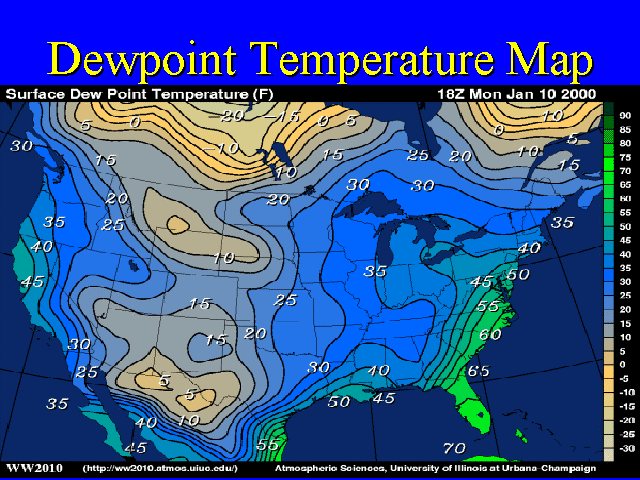 Dewpoint Temperature Map
Surface Dew Point Temperature (F) 18Z Mon Jan 10 2000
5 0 -20 -15 0 5 10
0 5
30 15 -10 15 25 20 10 15
10
20 20 30 30
35 25 35
40 10 40
45 35 45 50
15 25 55
30 15 20 60
25 5 30 40 65
35 5 50 45
40 10
45 55 70
90
85
80
75
70
65
60
55
50
45
40
35
30
25
20
15
10
5
0
-5
-10
-15
-20
-25
-30
WW2010 (http://ww2010.atmos.uiuc.edu/) Atmospheric Sciences, University of Illinois at Urbana-Champaign